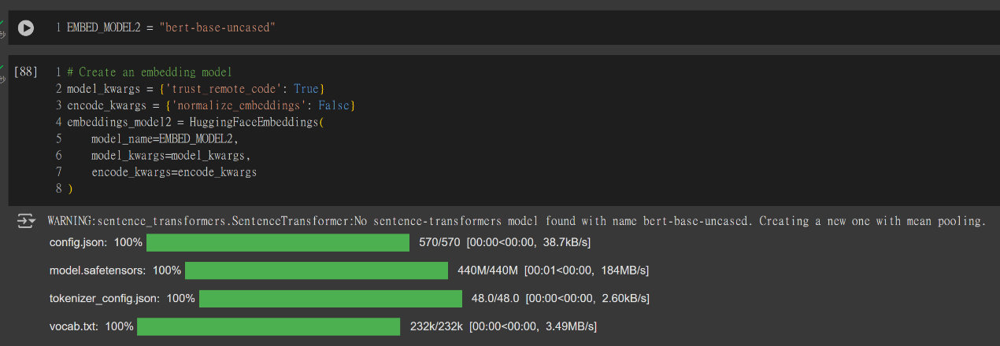 1 EMBED_MODEL2 = "bert-base-uncased"
[88] 1 # Create an embedding model
2 model_kwargs = {'trust_remote_code': True}
3 encode_kwargs = {'normalize_embeddings': False}
4 embeddings_model2 = HuggingFaceEmbeddings(
5 model_name=EMBED_MODEL2,
6 model_kwargs=model_kwargs,
7 encode_kwargs=encode_kwargs
8 )
WARNING:sentence_transformers.SentenceTransformer:No sentence-transformers model found with name bert-base-uncased. Creating a new one with mean pooling.
config.json: 100% 570/570 [00:00<00:00, 38.7kB/s]
model.safetensors: 100% 440M/440M [00:01<00:00, 184MB/s]
tokenizer_config.json: 100% 48.0/48.0 [00:00<00:00, 2.60kB/s]
vocab.txt: 100% 232k/232k [00:00<00:00, 3.49MB/s]